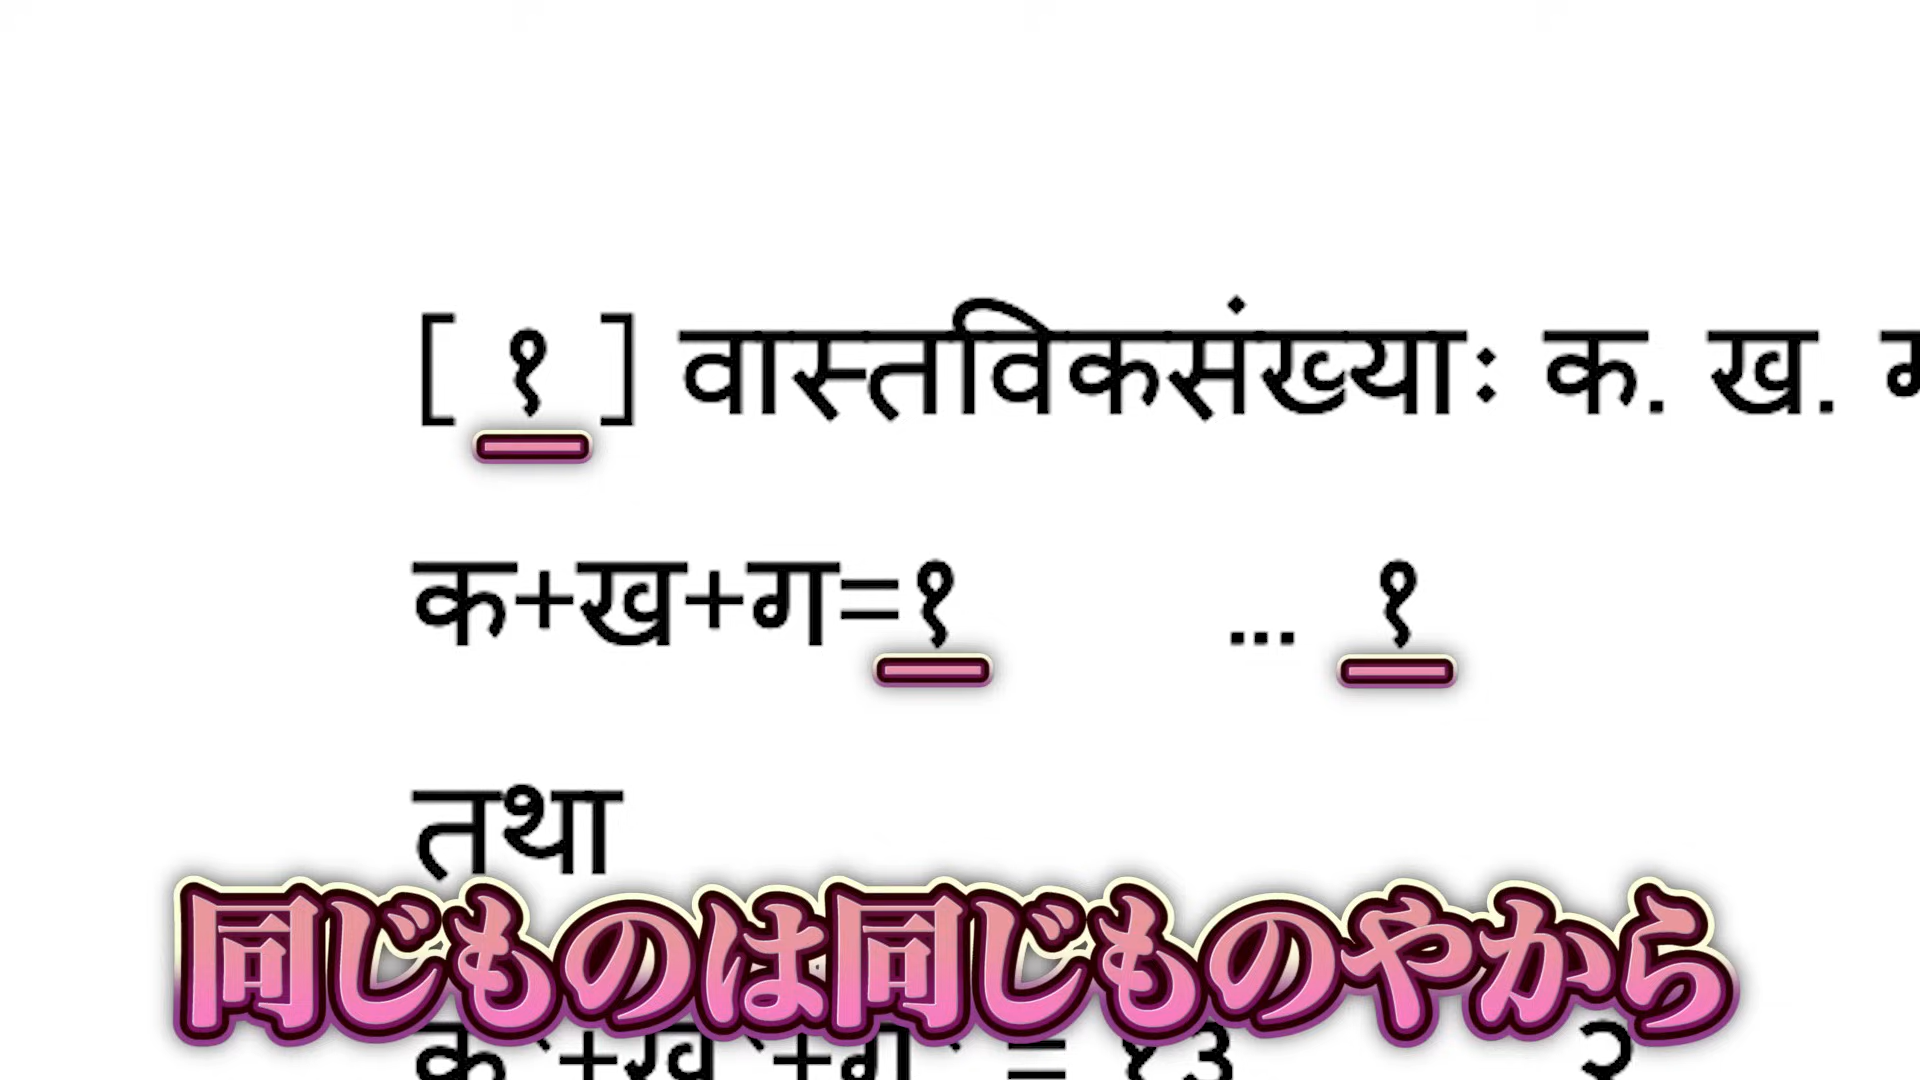 [ १ ] वास्तविकसंख्याः क. ख.
क+ख+ग=१ ... १
तथा
同じものは同じものやから